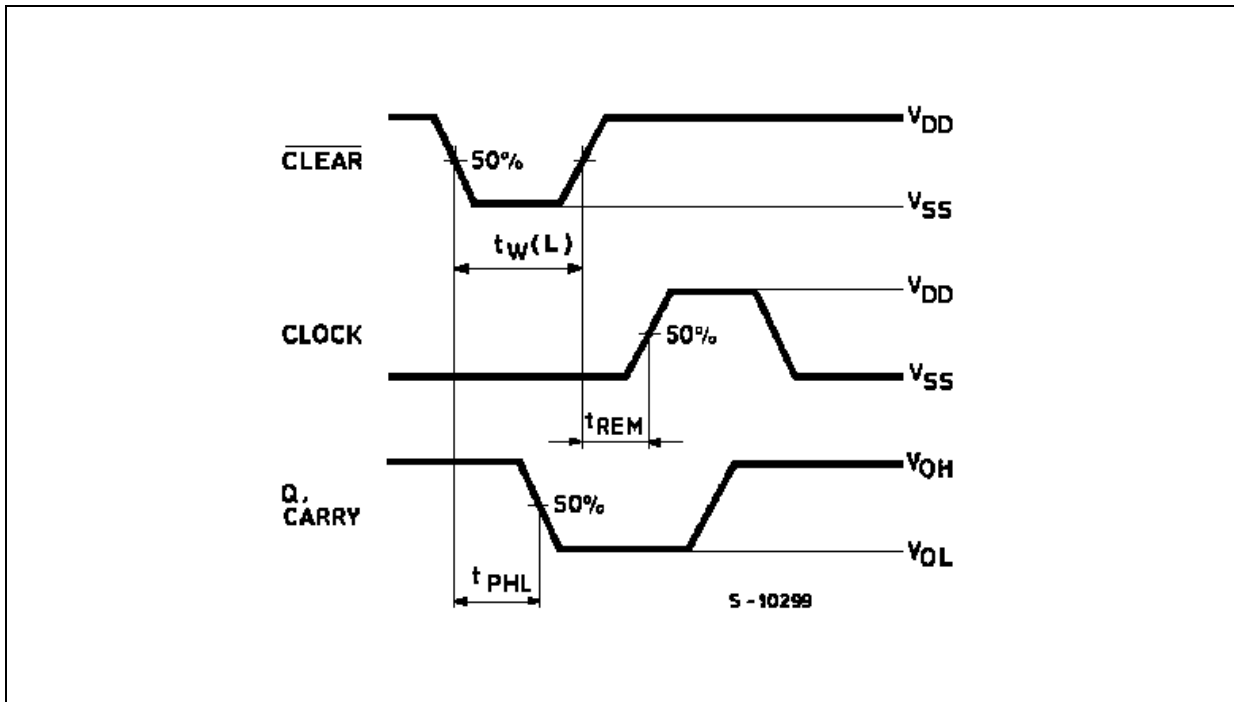 VDD
CLEAR 50%
VSS
tW(L)
VDD
CLOCK 50%
VSS
tREM
VOH
Q,
CARRY 50%
VOL
tPHL
S-10299